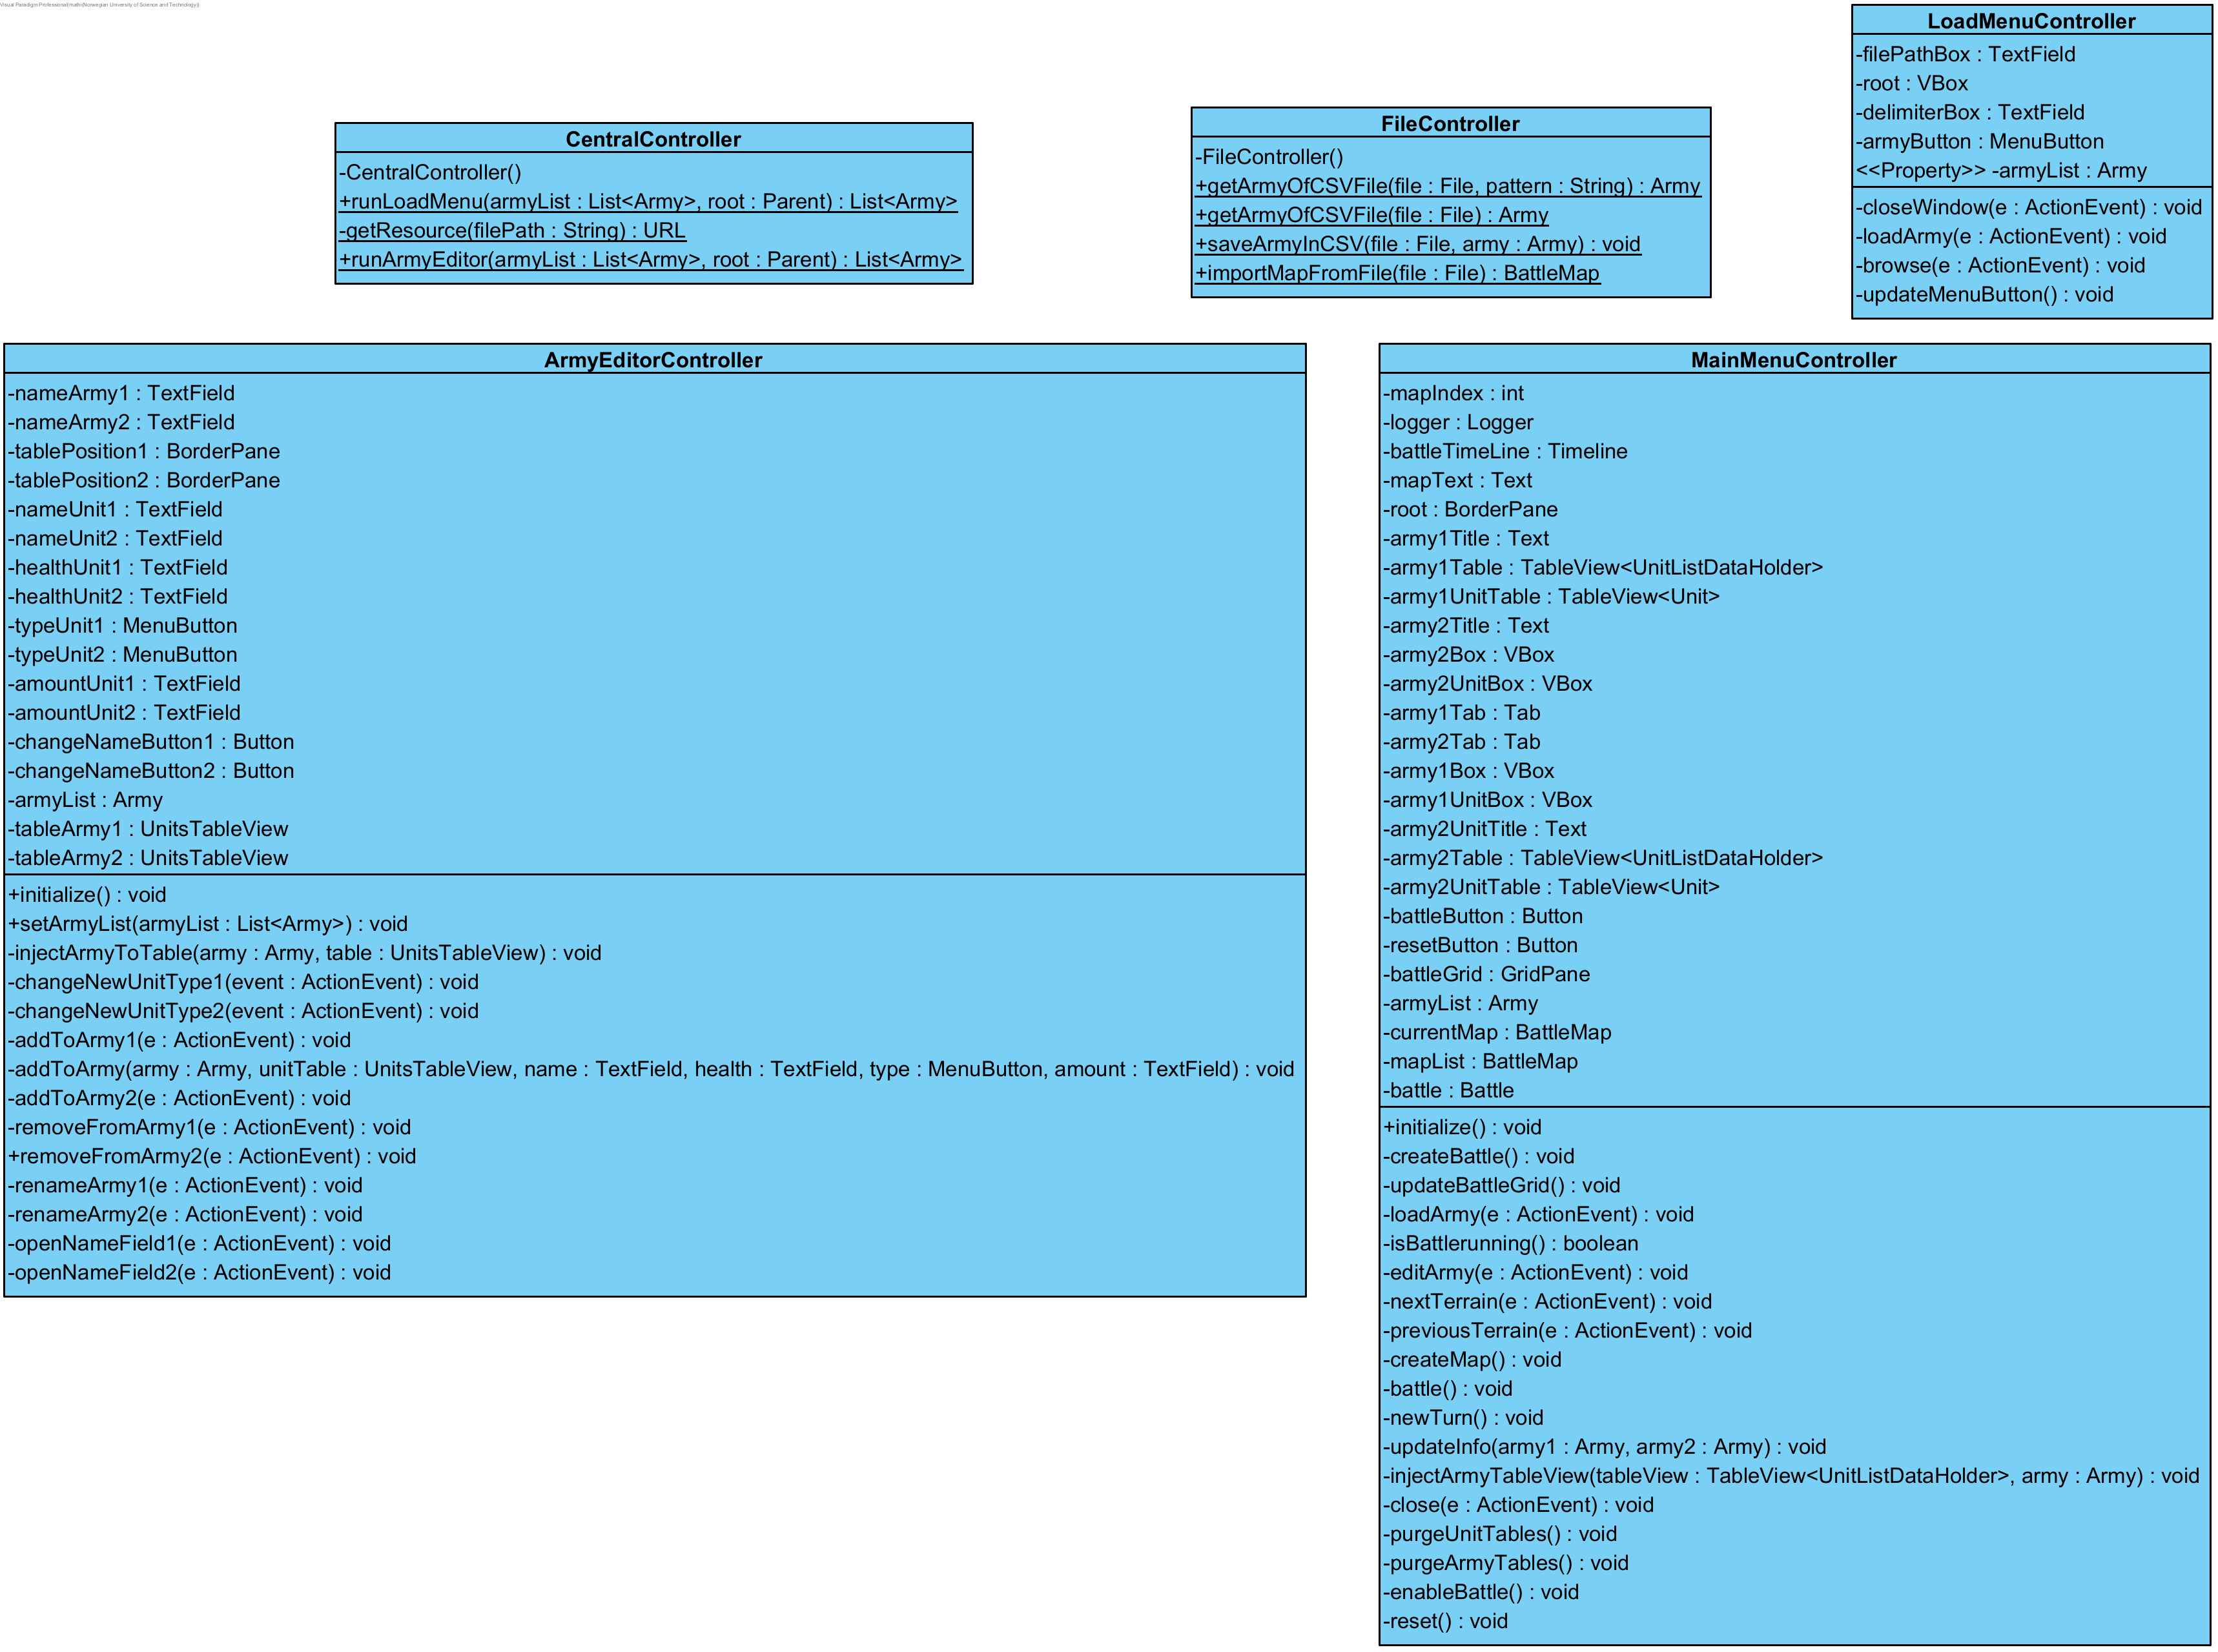 Visual Paradigm Professional(mathi(Norwegian University of Science and Technology))
CentralController
-CentralController()
+runLoadMenu(armyList : List<Army>, root : Parent) : List<Army>
-getResource(filePath : String) : URL
+runArmyEditor(armyList : List<Army>, root : Parent) : List<Army>
FileController
-FileController()
+getArmyOfCSVFile(file : File, pattern : String) : Army
+getArmyOfCSVFile(file : File) : Army
+saveArmyInCSV(file : File, army : Army) : void
+importMapFromFile(file : File) : BattleMap
LoadMenuController
-filePathBox : TextField
-root : VBox
-delimiterBox : TextField
-armyButton : MenuButton
<<Property>> -armyList : Army
-closeWindow(e : ActionEvent) : void
-loadArmy(e : ActionEvent) : void
-browse(e : ActionEvent) : void
-updateMenuButton() : void
ArmyEditorController
-nameArmy1 : TextField
-nameArmy2 : TextField
-tablePosition1 : BorderPane
-tablePosition2 : BorderPane
-nameUnit1 : TextField
-nameUnit2 : TextField
-healthUnit1 : TextField
-healthUnit2 : TextField
-typeUnit1 : MenuButton
-typeUnit2 : MenuButton
-amountUnit1 : TextField
-amountUnit2 : TextField
-changeNameButton1 : Button
-changeNameButton2 : Button
-armyList : Army
-tableArmy1 : UnitsTableView
-tableArmy2 : UnitsTableView
+initialize() : void
+setArmyList(armyList : List<Army>) : void
-injectArmyToTable(army : Army, table : UnitsTableView) : void
-changeNewUnitType1(event : ActionEvent) : void
-changeNewUnitType2(event : ActionEvent) : void
-addToArmy1(e : ActionEvent) : void
-addToArmy(army : Army, unitTable : UnitsTableView, name : TextField, health : TextField, type : MenuButton, amount : TextField) : void
-addToArmy2(e : ActionEvent) : void
-removeFromArmy1(e : ActionEvent) : void
+removeFromArmy2(e : ActionEvent) : void
-renameArmy1(e : ActionEvent) : void
-renameArmy2(e : ActionEvent) : void
-openNameField1(e : ActionEvent) : void
-openNameField2(e : ActionEvent) : void
MainMenuController
-mapIndex : int
-logger : Logger
-battleTimeLine : Timeline
-mapText : Text
-root : BorderPane
-army1Title : Text
-army1Table : TableView<UnitListDataHolder>
-army1UnitTable : TableView<Unit>
-army2Title : Text
-army2Box : VBox
-army2UnitBox : VBox
-army1Tab : Tab
-army2Tab : Tab
-army1Box : VBox
-army1UnitBox : VBox
-army2UnitTitle : Text
-army2Table : TableView<UnitListDataHolder>
-army2UnitTable : TableView<Unit>
-battleButton : Button
-resetButton : Button
-battleGrid : GridPane
-armyList : Army
-currentMap : BattleMap
-mapList : BattleMap
-battle : Battle
+initialize() : void
-createBattle() : void
-updateBattleGrid() : void
-loadArmy(e : ActionEvent) : void
-isBattlerunning() : boolean
-editArmy(e : ActionEvent) : void
-nextTerrain(e : ActionEvent) : void
-previousTerrain(e : ActionEvent) : void
-createMap() : void
-battle() : void
-newTurn() : void
-updateInfo(army1 : Army, army2 : Army) : void
-injectArmyTableView(tableView : TableView<UnitListDataHolder>, army : Army) : void
-close(e : ActionEvent) : void
-purgeUnitTables() : void
-purgeArmyTables() : void
-enableBattle() : void
-reset() : void